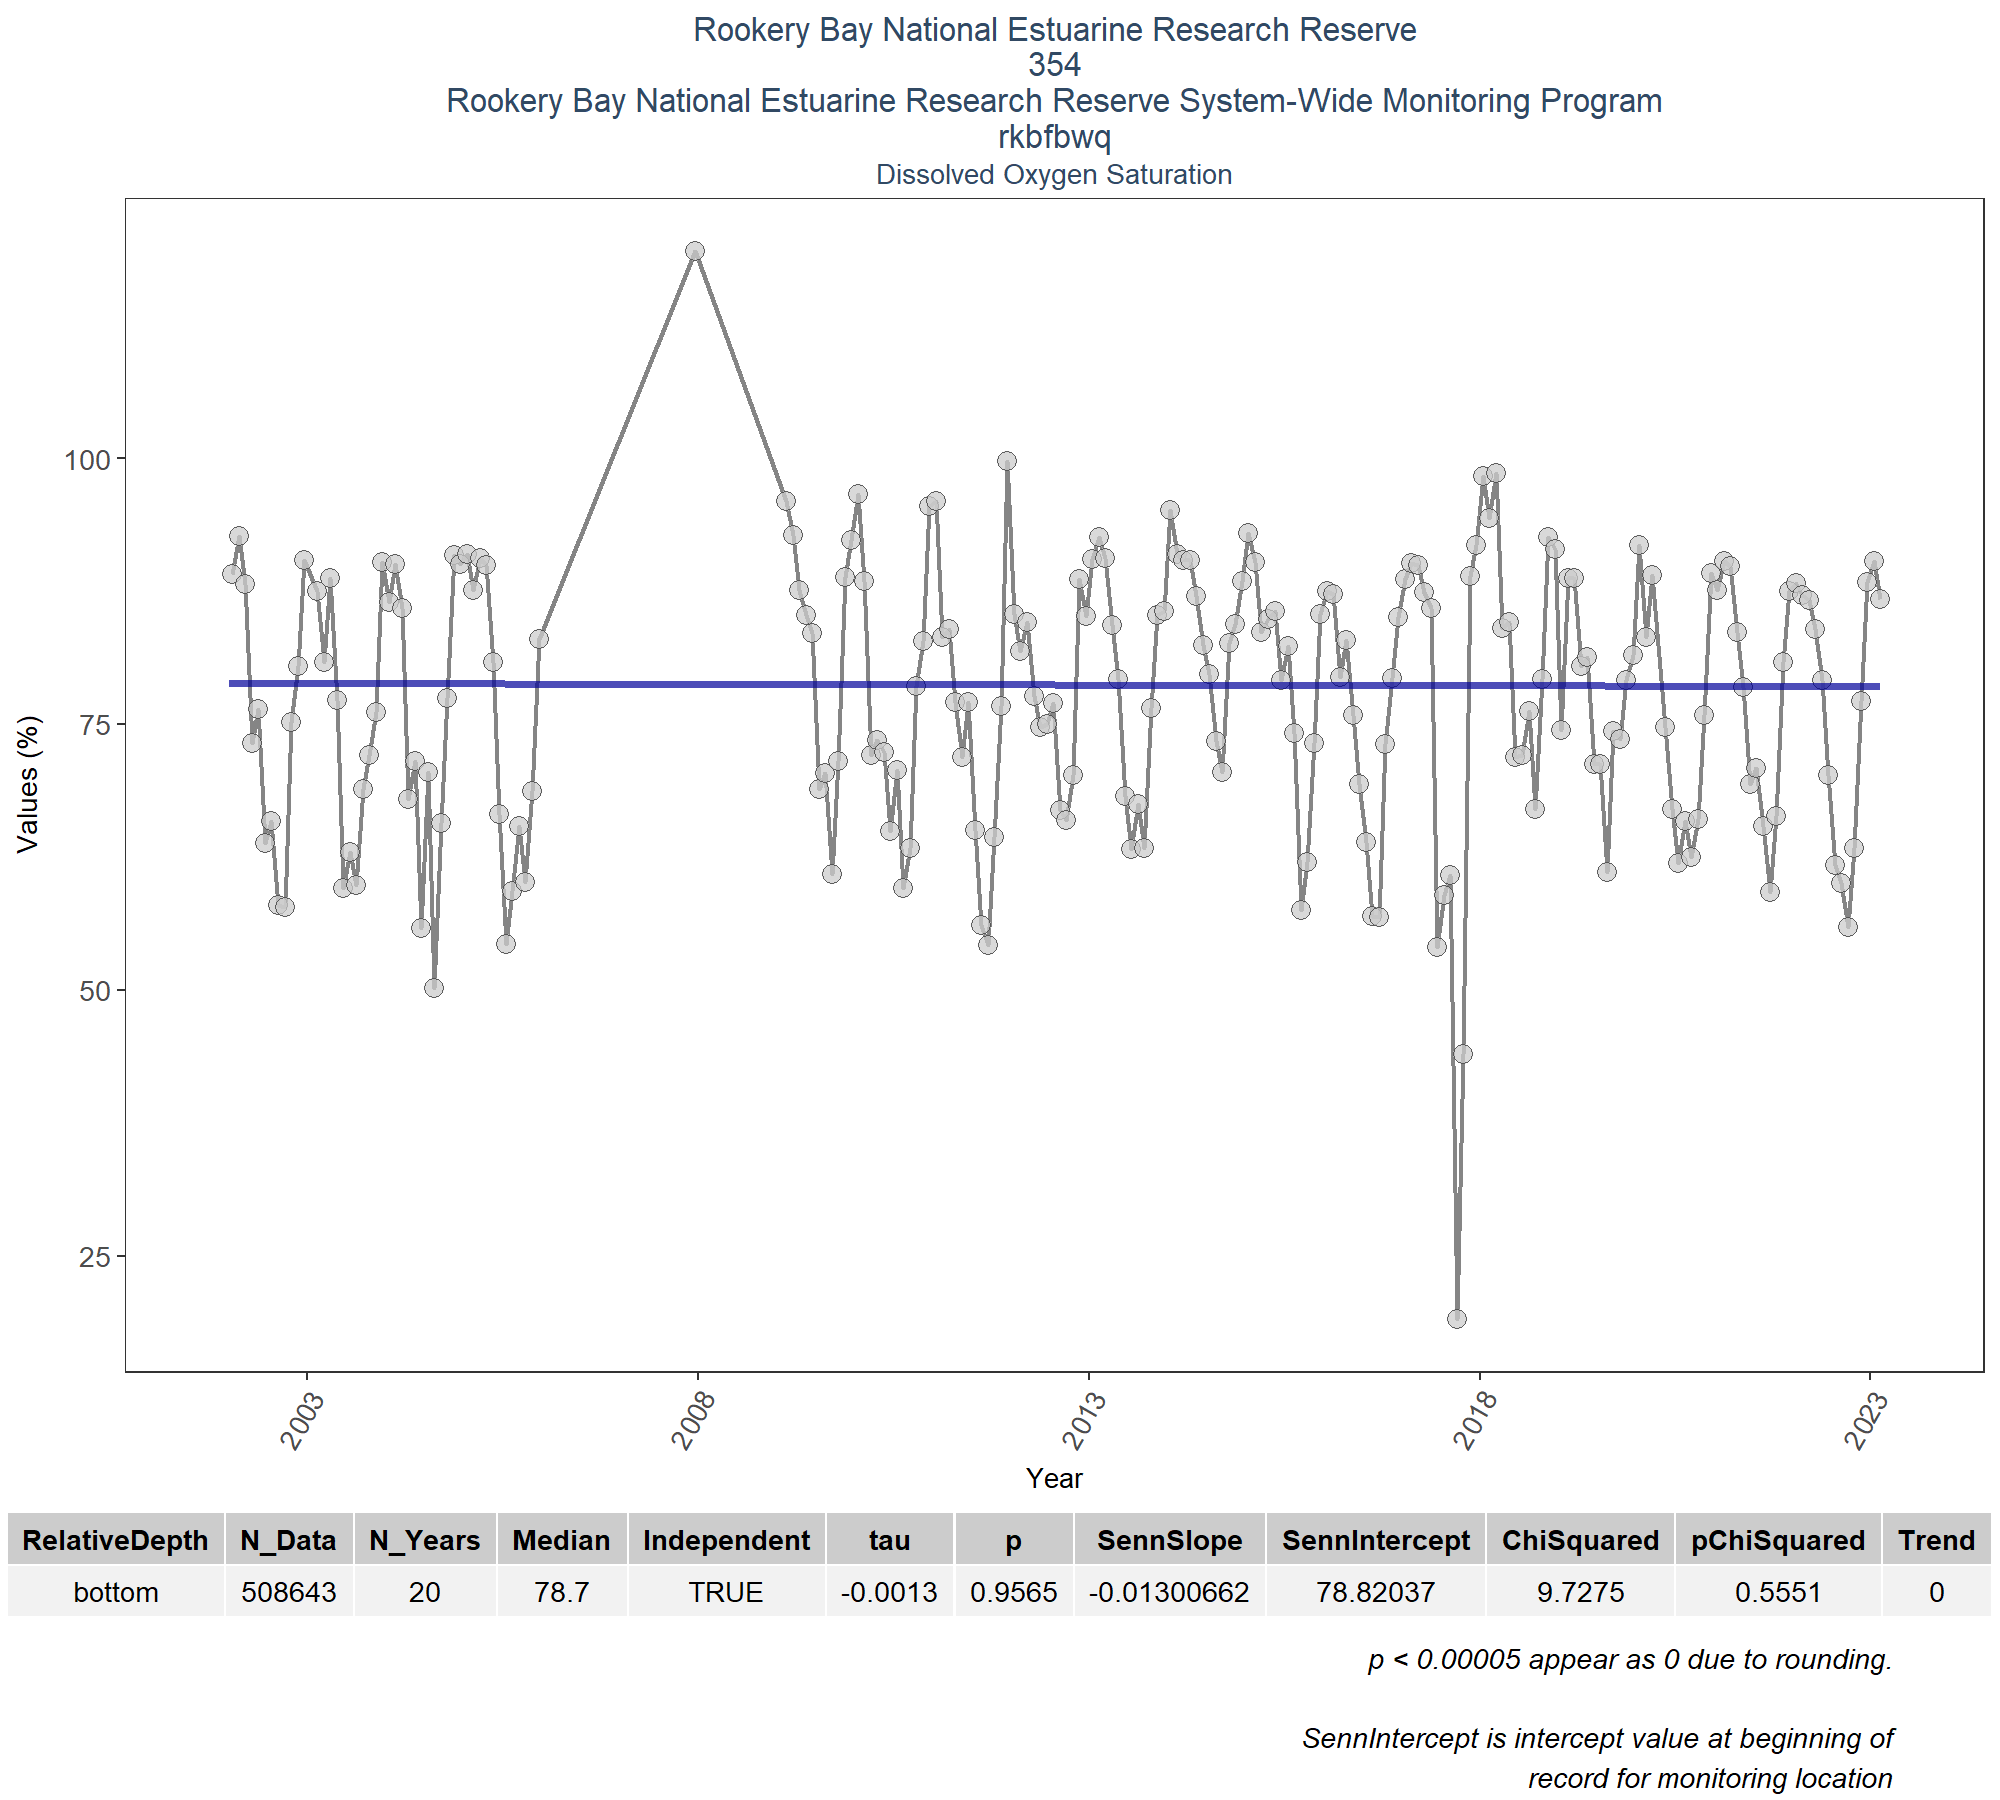 Rookery Bay National Estuarine Research Reserve
354
Rookery Bay National Estuarine Research Reserve System-Wide Monitoring Program
rkbfbwq
Dissolved Oxygen Saturation
Values (%)
100
75
50
25
2003 2008 2013 2018 2023
Year
RelativeDepth N_Data N_Years Median Independent tau p SennSlope SennIntercept ChiSquared pChiSquared Trend
bottom 508643 20 78.7 TRUE -0.0013 0.9565 -0.01300662 78.82037 9.7275 0.5551 0
p < 0.00005 appear as 0 due to rounding.
SennIntercept is intercept value at beginning of
record for monitoring location